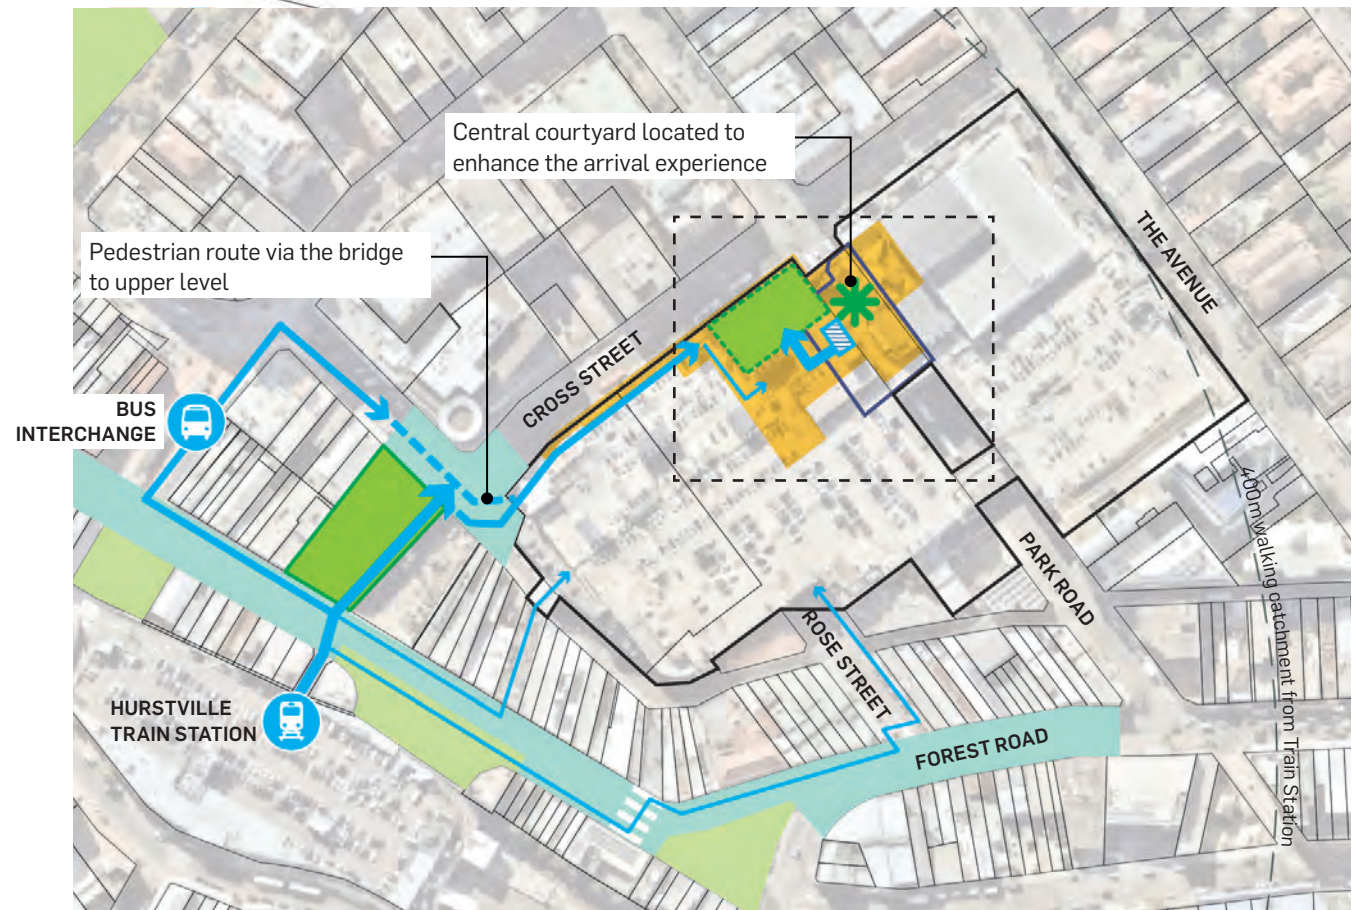 Central courtyard located to
enhance the arrival experience
Pedestrian route via the bridge
to upper level
THE AVENUE
CROSS STREET
BUS
INTERCHANGE
400m walking catchment from Train Station
PARK ROAD
ROSE STREET
HURSTVILLE
TRAIN STATION
FOREST ROAD